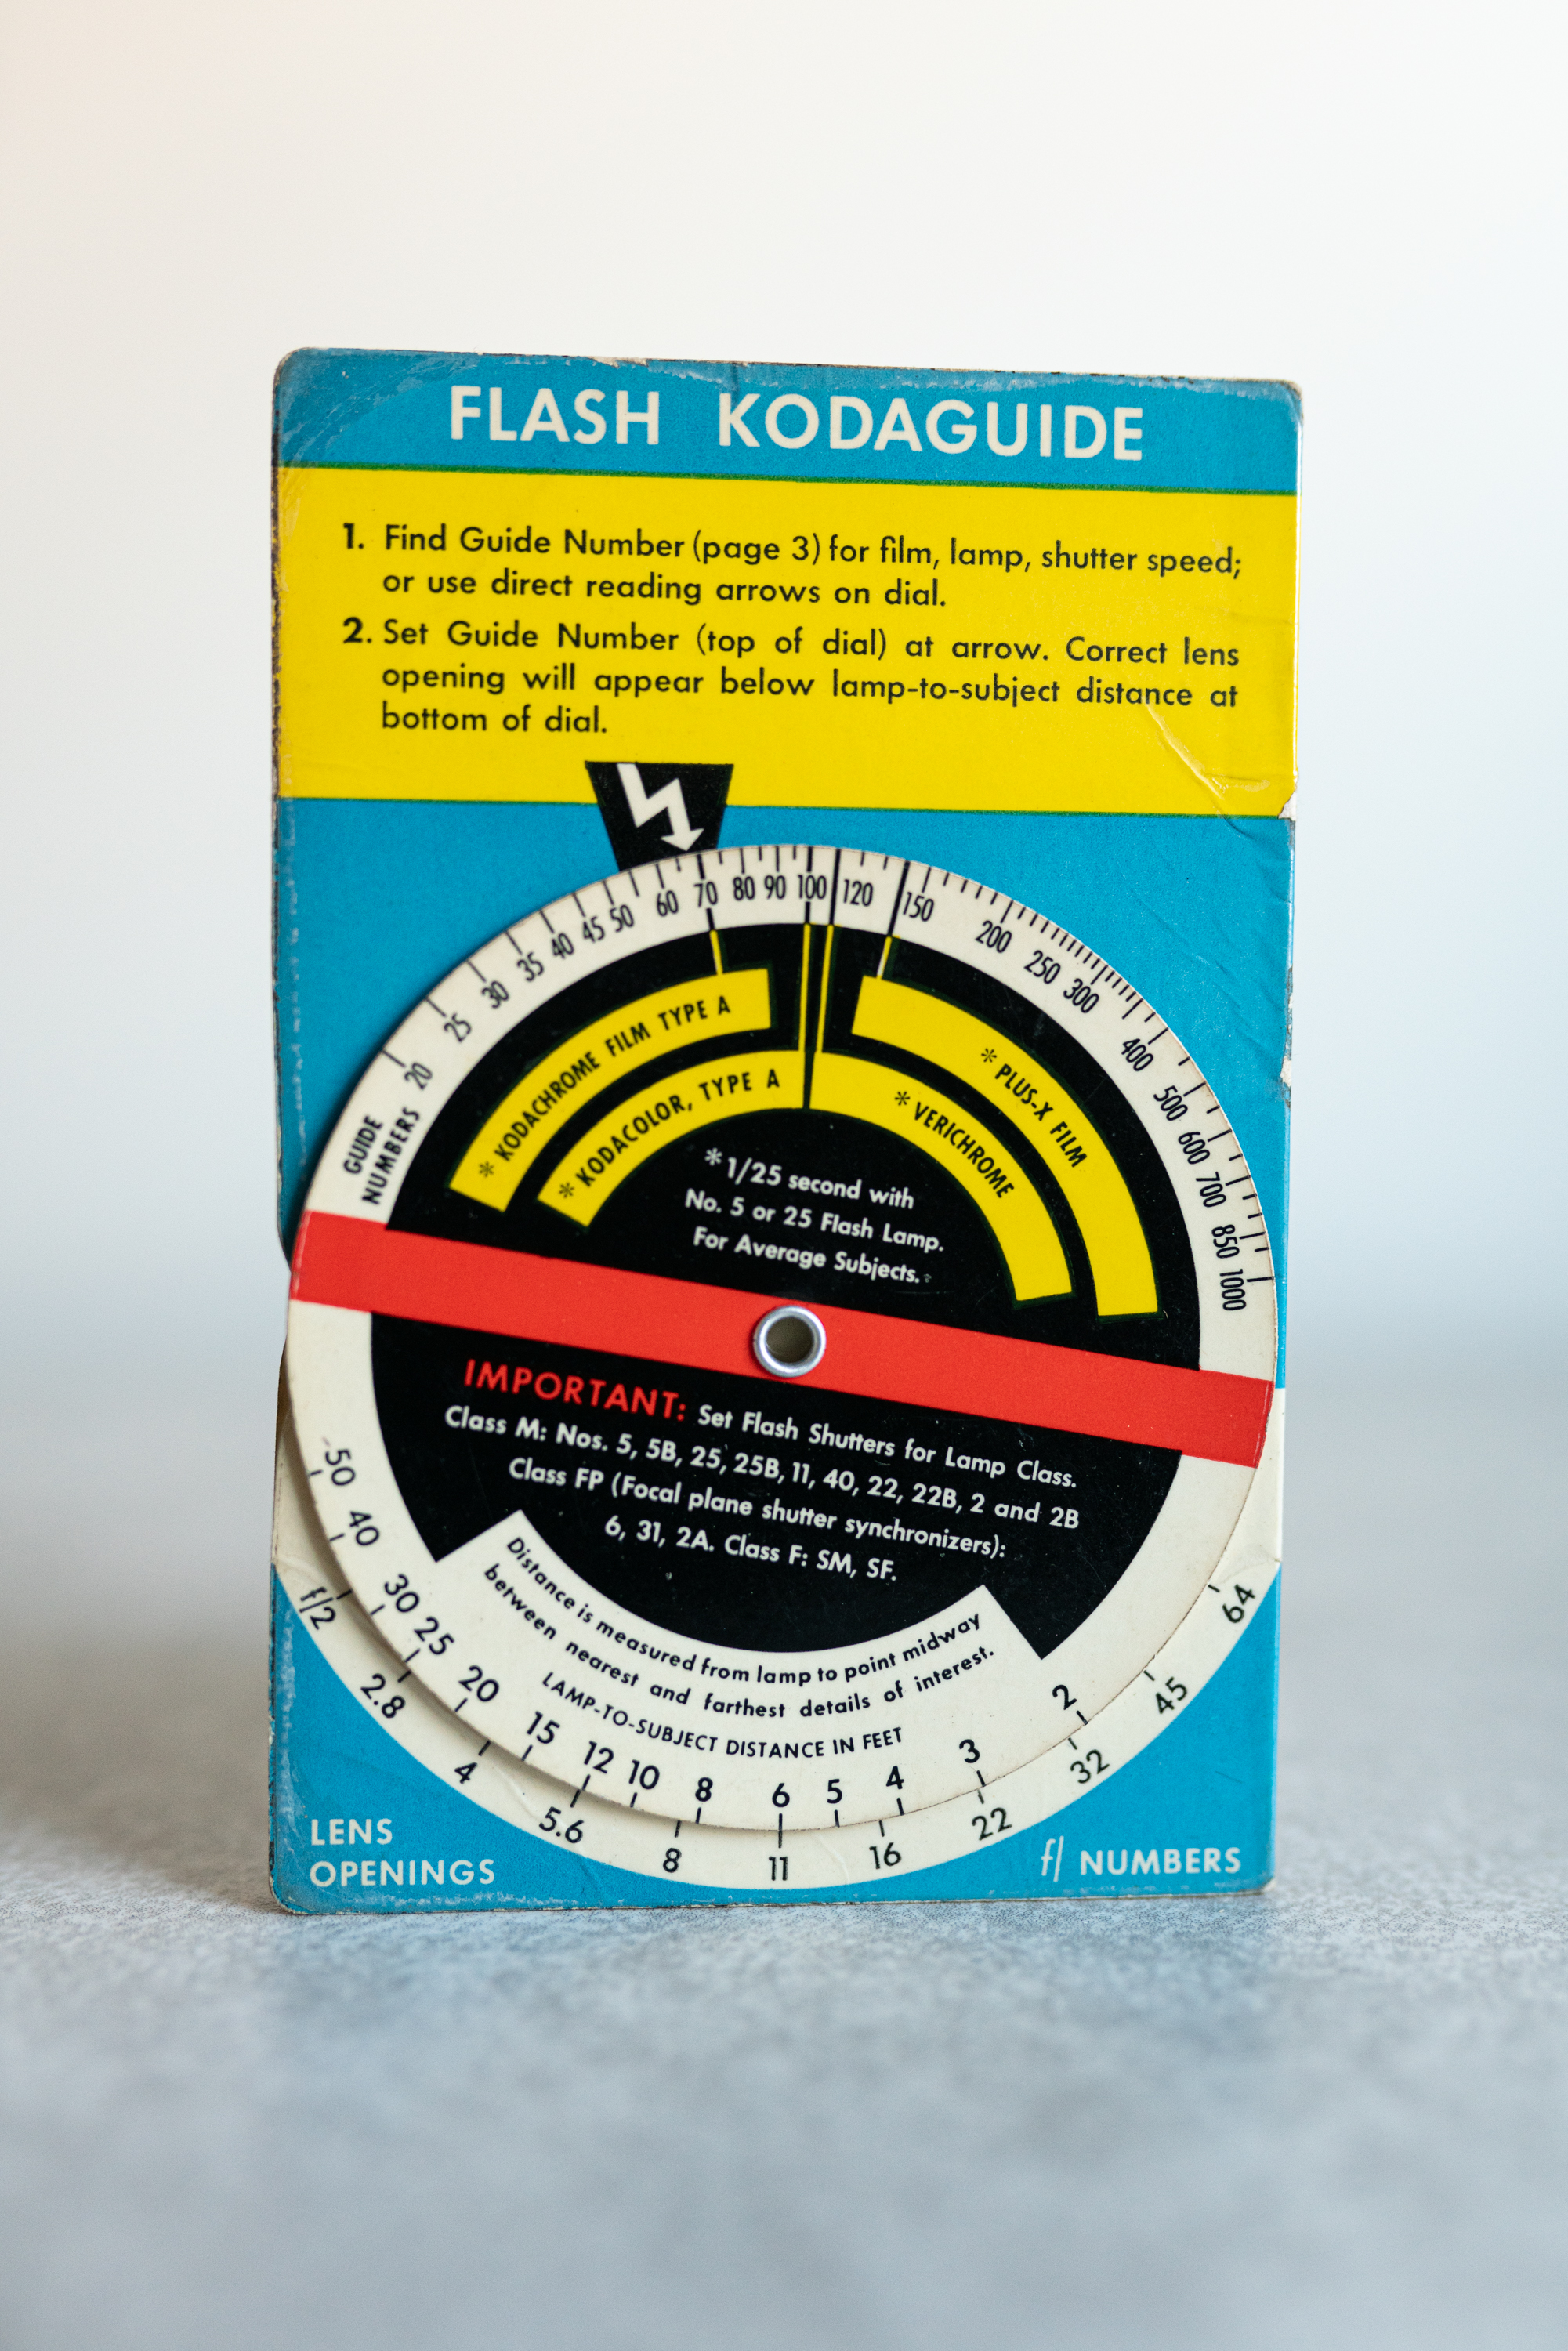 FLASH KODAGUIDE
1. Find Guide Number (page 3) for film, lamp, shutter speed;
or use direct reading arrows on dial.
2. Set Guide Number (top of dial) at arrow. Correct lens
opening will appear below lamp-to-subject distance at
bottom of dial.
GUIDE
NUMBERS
20 25 30 35 40 45 50 60 70 80 90 100 120 150 200 250 300 400 500 600 700 850 1000
* KODACHROME FILM TYPE A
* KODACOLOR, TYPE A
* PLUS-X FILM
* VERICHROME
*1/25 second with
No. 5 or 25 Flash Lamp.
For Average Subjects.
IMPORTANT: Set Flash Shutters for Lamp Class.
Class M: Nos. 5, 5B, 25, 25B, 11, 40, 22, 22B, 2 and 2B
Class FP (Focal plane shutter synchronizers):
6, 31, 2A. Class F: SM, SF.
Distance is measured from lamp to point midway
between nearest and farthest details of interest.
LAMP-TO-SUBJECT DISTANCE IN FEET
50 40 30 25 20 15 12 10 8 6 5 4 3 2
f/2 2.8 4 5.6 8 11 16 22 32 45 64
LENS
OPENINGS
f/ NUMBERS